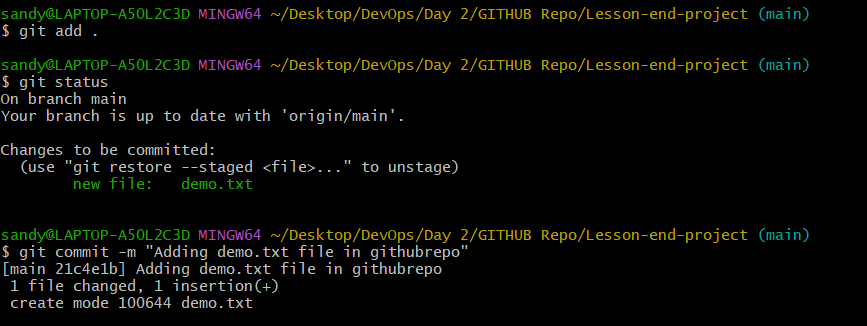 sandy@LAPTOP-A5OL2C3D MINGW64 ~/Desktop/DevOps/Day 2/GITHUB Repo/Lesson-end-project (main)
$ git add .
sandy@LAPTOP-A5OL2C3D MINGW64 ~/Desktop/DevOps/Day 2/GITHUB Repo/Lesson-end-project (main)
$ git status
On branch main
Your branch is up to date with 'origin/main'.
Changes to be committed:
  (use "git restore --staged <file>..." to unstage)
        new file:   demo.txt
sandy@LAPTOP-A5OL2C3D MINGW64 ~/Desktop/DevOps/Day 2/GITHUB Repo/Lesson-end-project (main)
$ git commit -m "Adding demo.txt file in githubrepo"
[main 21c4e1b] Adding demo.txt file in githubrepo
 1 file changed, 1 insertion(+)
 create mode 100644 demo.txt